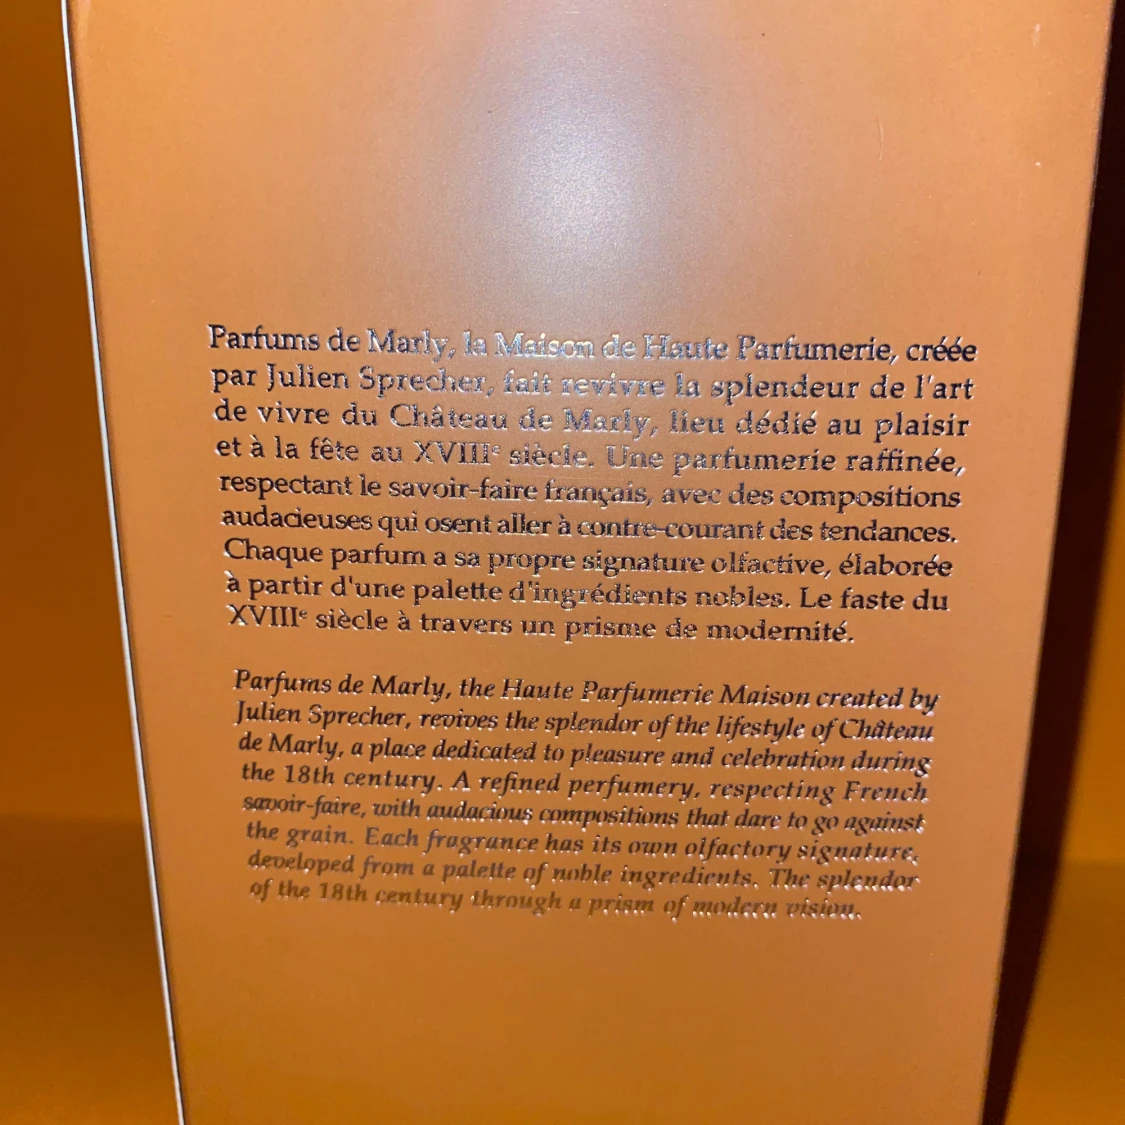 Parfums de Marly, la Maison de Haute Parfumerie, créée
par Julien Sprecher, fait revivre la splendeur de l'art
de vivre du Château de Marly, lieu dédié au plaisir
et à la fête au XVIIIe siècle. Une parfumerie raffinée,
respectant le savoir-faire français, avec des compositions
audacieuses qui osent aller à contre-courant des tendances.
Chaque parfum a sa propre signature olfactive, élaborée
à partir d'une palette d'ingrédients nobles. Le faste du
XVIIIe siècle à travers un prisme de modernité.
Parfums de Marly, the Haute Parfumerie Maison created by
Julien Sprecher, revives the splendor of the lifestyle of Château
de Marly, a place dedicated to pleasure and celebration during
the 18th century. A refined perfumery, respecting French
savoir-faire, with audacious compositions that dare to go against
the grain. Each fragrance has its own olfactory signature,
developed from a palette of noble ingredients. The splendor
of the 18th century through a prism of modern vision.